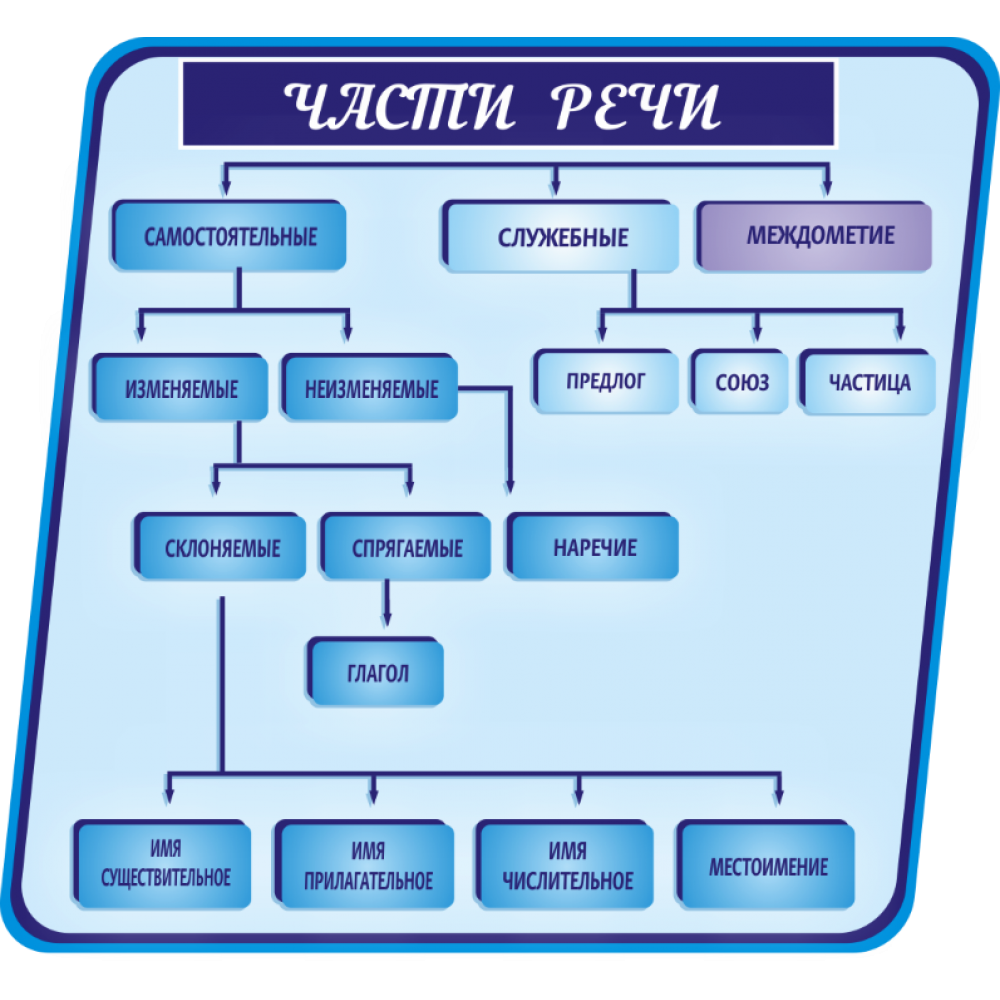 ЧАСТИ РЕЧИ
САМОСТОЯТЕЛЬНЫЕ
СЛУЖЕБНЫЕ
МЕЖДОМЕТИЕ
ИЗМЕНЯЕМЫЕ
НЕИЗМЕНЯЕМЫЕ
ПРЕДЛОГ
СОЮЗ
ЧАСТИЦА
СКЛОНЯЕМЫЕ
СПРЯГАЕМЫЕ
НАРЕЧИЕ
ГЛАГОЛ
ИМЯ
СУЩЕСТВИТЕЛЬНОЕ
ИМЯ
ПРИЛАГАТЕЛЬНОЕ
ИМЯ
ЧИСЛИТЕЛЬНОЕ
МЕСТОИМЕНИЕ